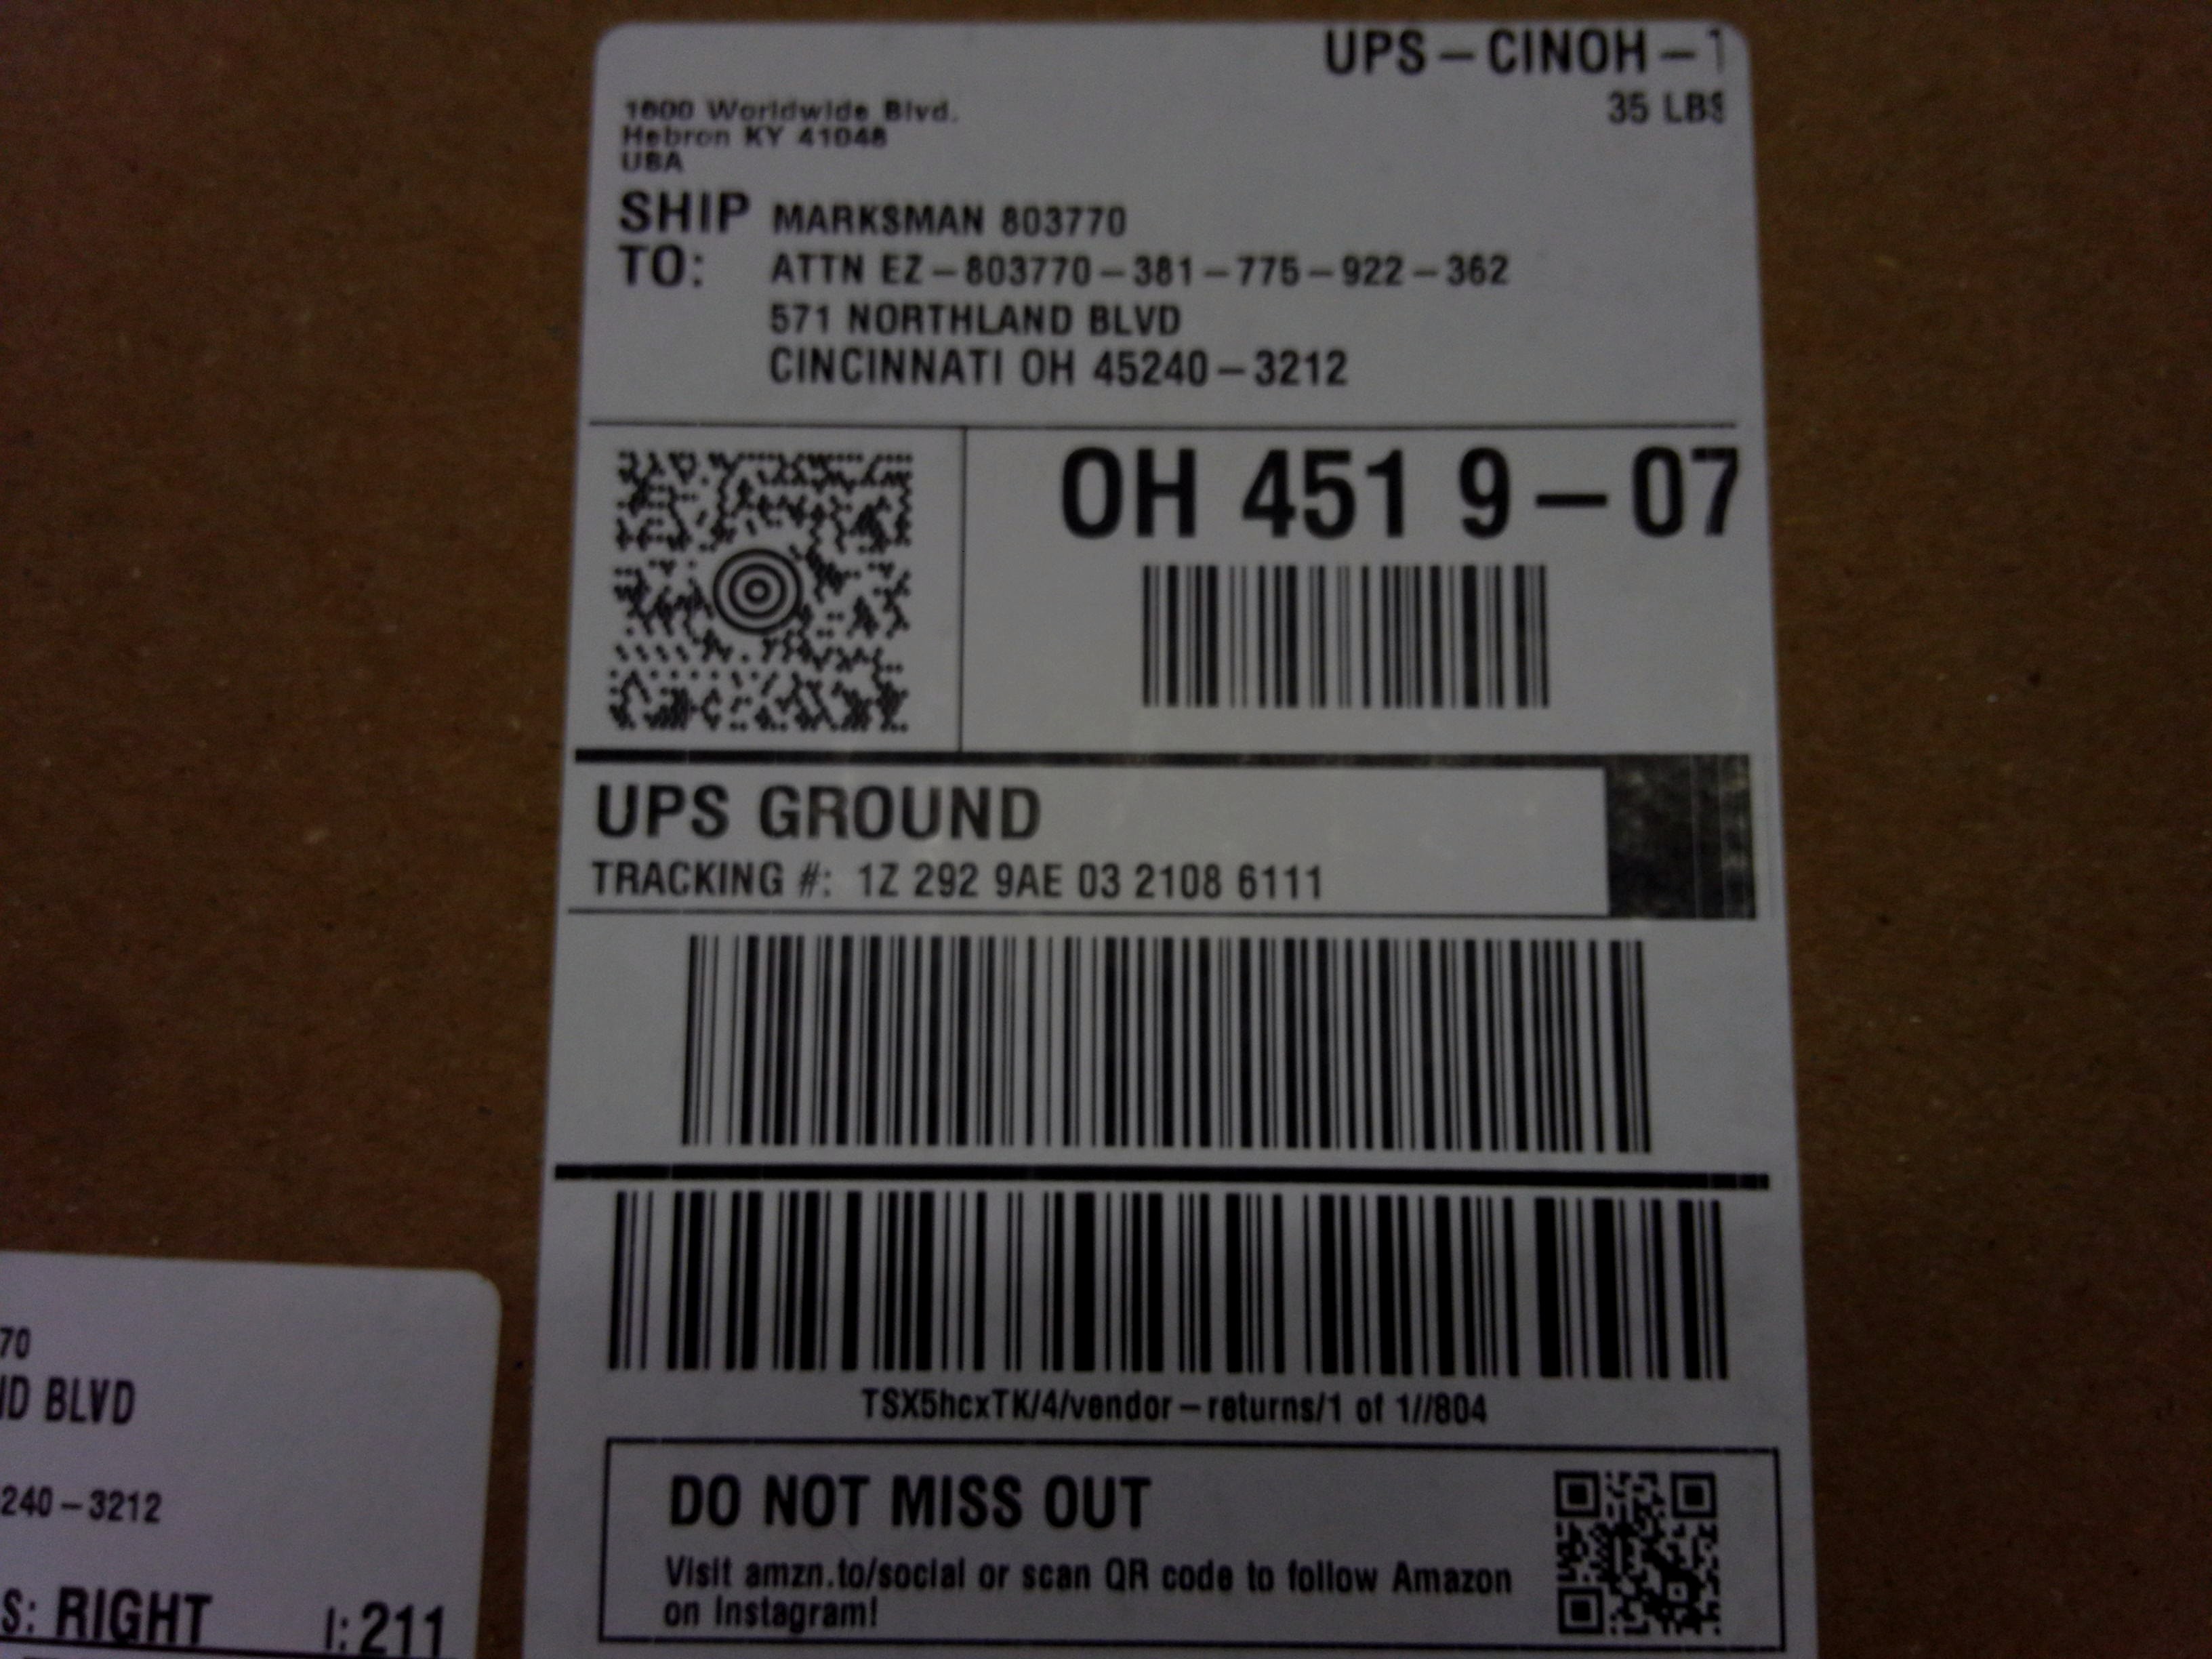 UPS – CINOH – 1
35 LBS
1600 Worldwide Blvd.
Hebron KY 41048
USA
SHIP TO:
MARKSMAN 803770
ATTN EZ – 803770 – 381 – 775 – 922 – 362
571 NORTHLAND BLVD
CINCINNATI OH 45240 – 3212
OH 451 9 – 07
UPS GROUND
TRACKING #: 1Z 292 9AE 03 2108 6111
TSX5hcxTK/4/vendor – returns/1 of 1//804
DO NOT MISS OUT
Visit amzn.to/social or scan QR code to follow Amazon
on Instagram!
70
ND BLVD
240 – 3212
S: RIGHT I: 211